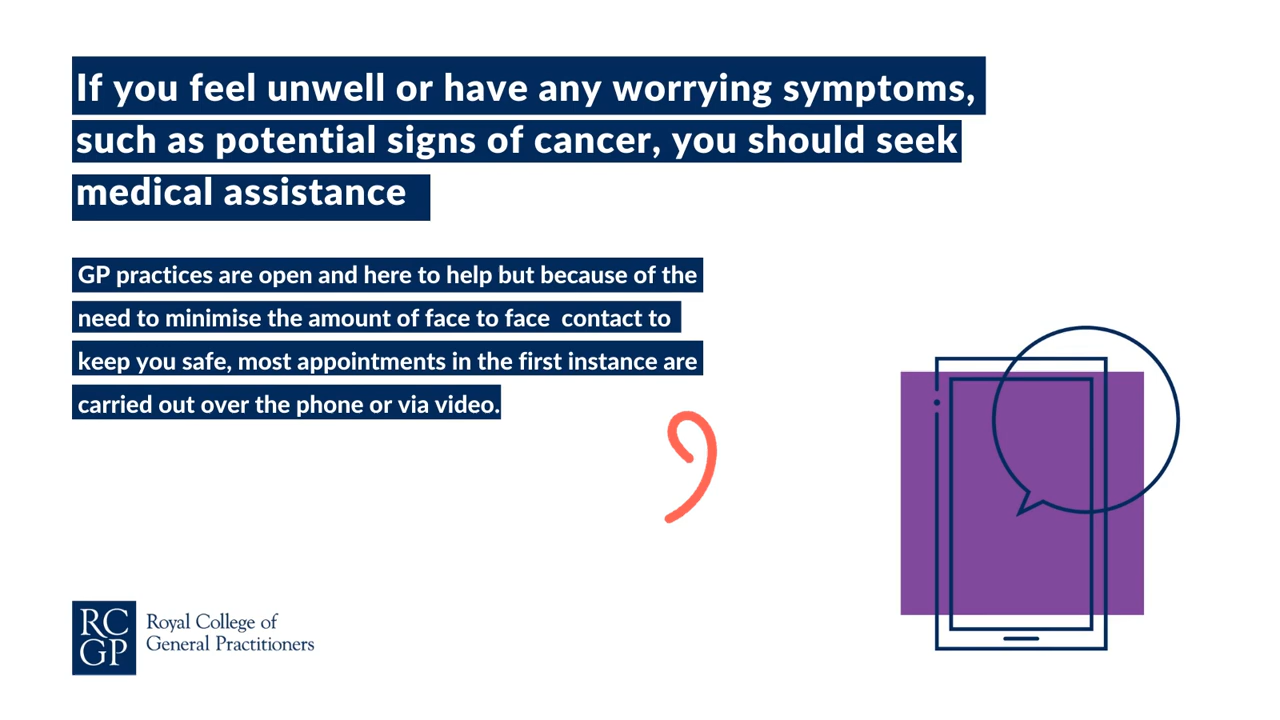 If you feel unwell or have any worrying symptoms,
such as potential signs of cancer, you should seek
medical assistance
GP practices are open and here to help but because of the
need to minimise the amount of face to face contact to
keep you safe, most appointments in the first instance are
carried out over the phone or via video.
RC
GP
Royal College of
General Practitioners